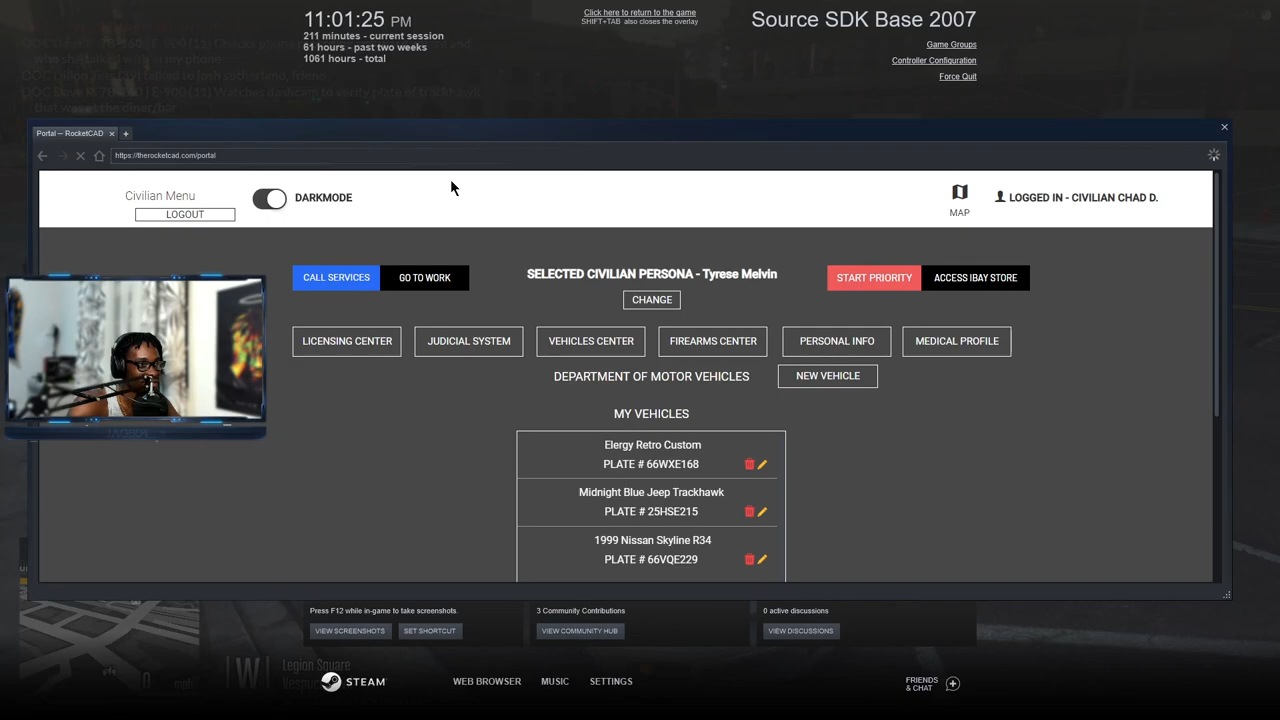 11:01:25 PM
211 minutes - current session
61 hours - past two weeks
1061 hours - total
Click here to return to the game
SHIFT+TAB also closes the overlay
Source SDK Base 2007
Game Groups
Controller Configuration
Force Quit
Portal — RocketCAD
https://therocketcad.com/portal
Civilian Menu
LOGOUT
DARKMODE
MAP
LOGGED IN - CIVILIAN CHAD D.
CALL SERVICES
GO TO WORK
SELECTED CIVILIAN PERSONA - Tyrese Melvin
CHANGE
START PRIORITY
ACCESS IBAY STORE
LICENSING CENTER
JUDICIAL SYSTEM
VEHICLES CENTER
FIREARMS CENTER
PERSONAL INFO
MEDICAL PROFILE
DEPARTMENT OF MOTOR VEHICLES
NEW VEHICLE
MY VEHICLES
Elergy Retro Custom
PLATE # 66WXE168
Midnight Blue Jeep Trackhawk
PLATE # 25HSE215
1999 Nissan Skyline R34
PLATE # 66VQE229
Press F12 while in-game to take screenshots.
VIEW SCREENSHOTS
SET SHORTCUT
3 Community Contributions
VIEW COMMUNITY HUB
0 active discussions
VIEW DISCUSSIONS
0 mph
W
Legion Square
STEAM
WEB BROWSER
MUSIC
SETTINGS
FRIENDS
& CHAT